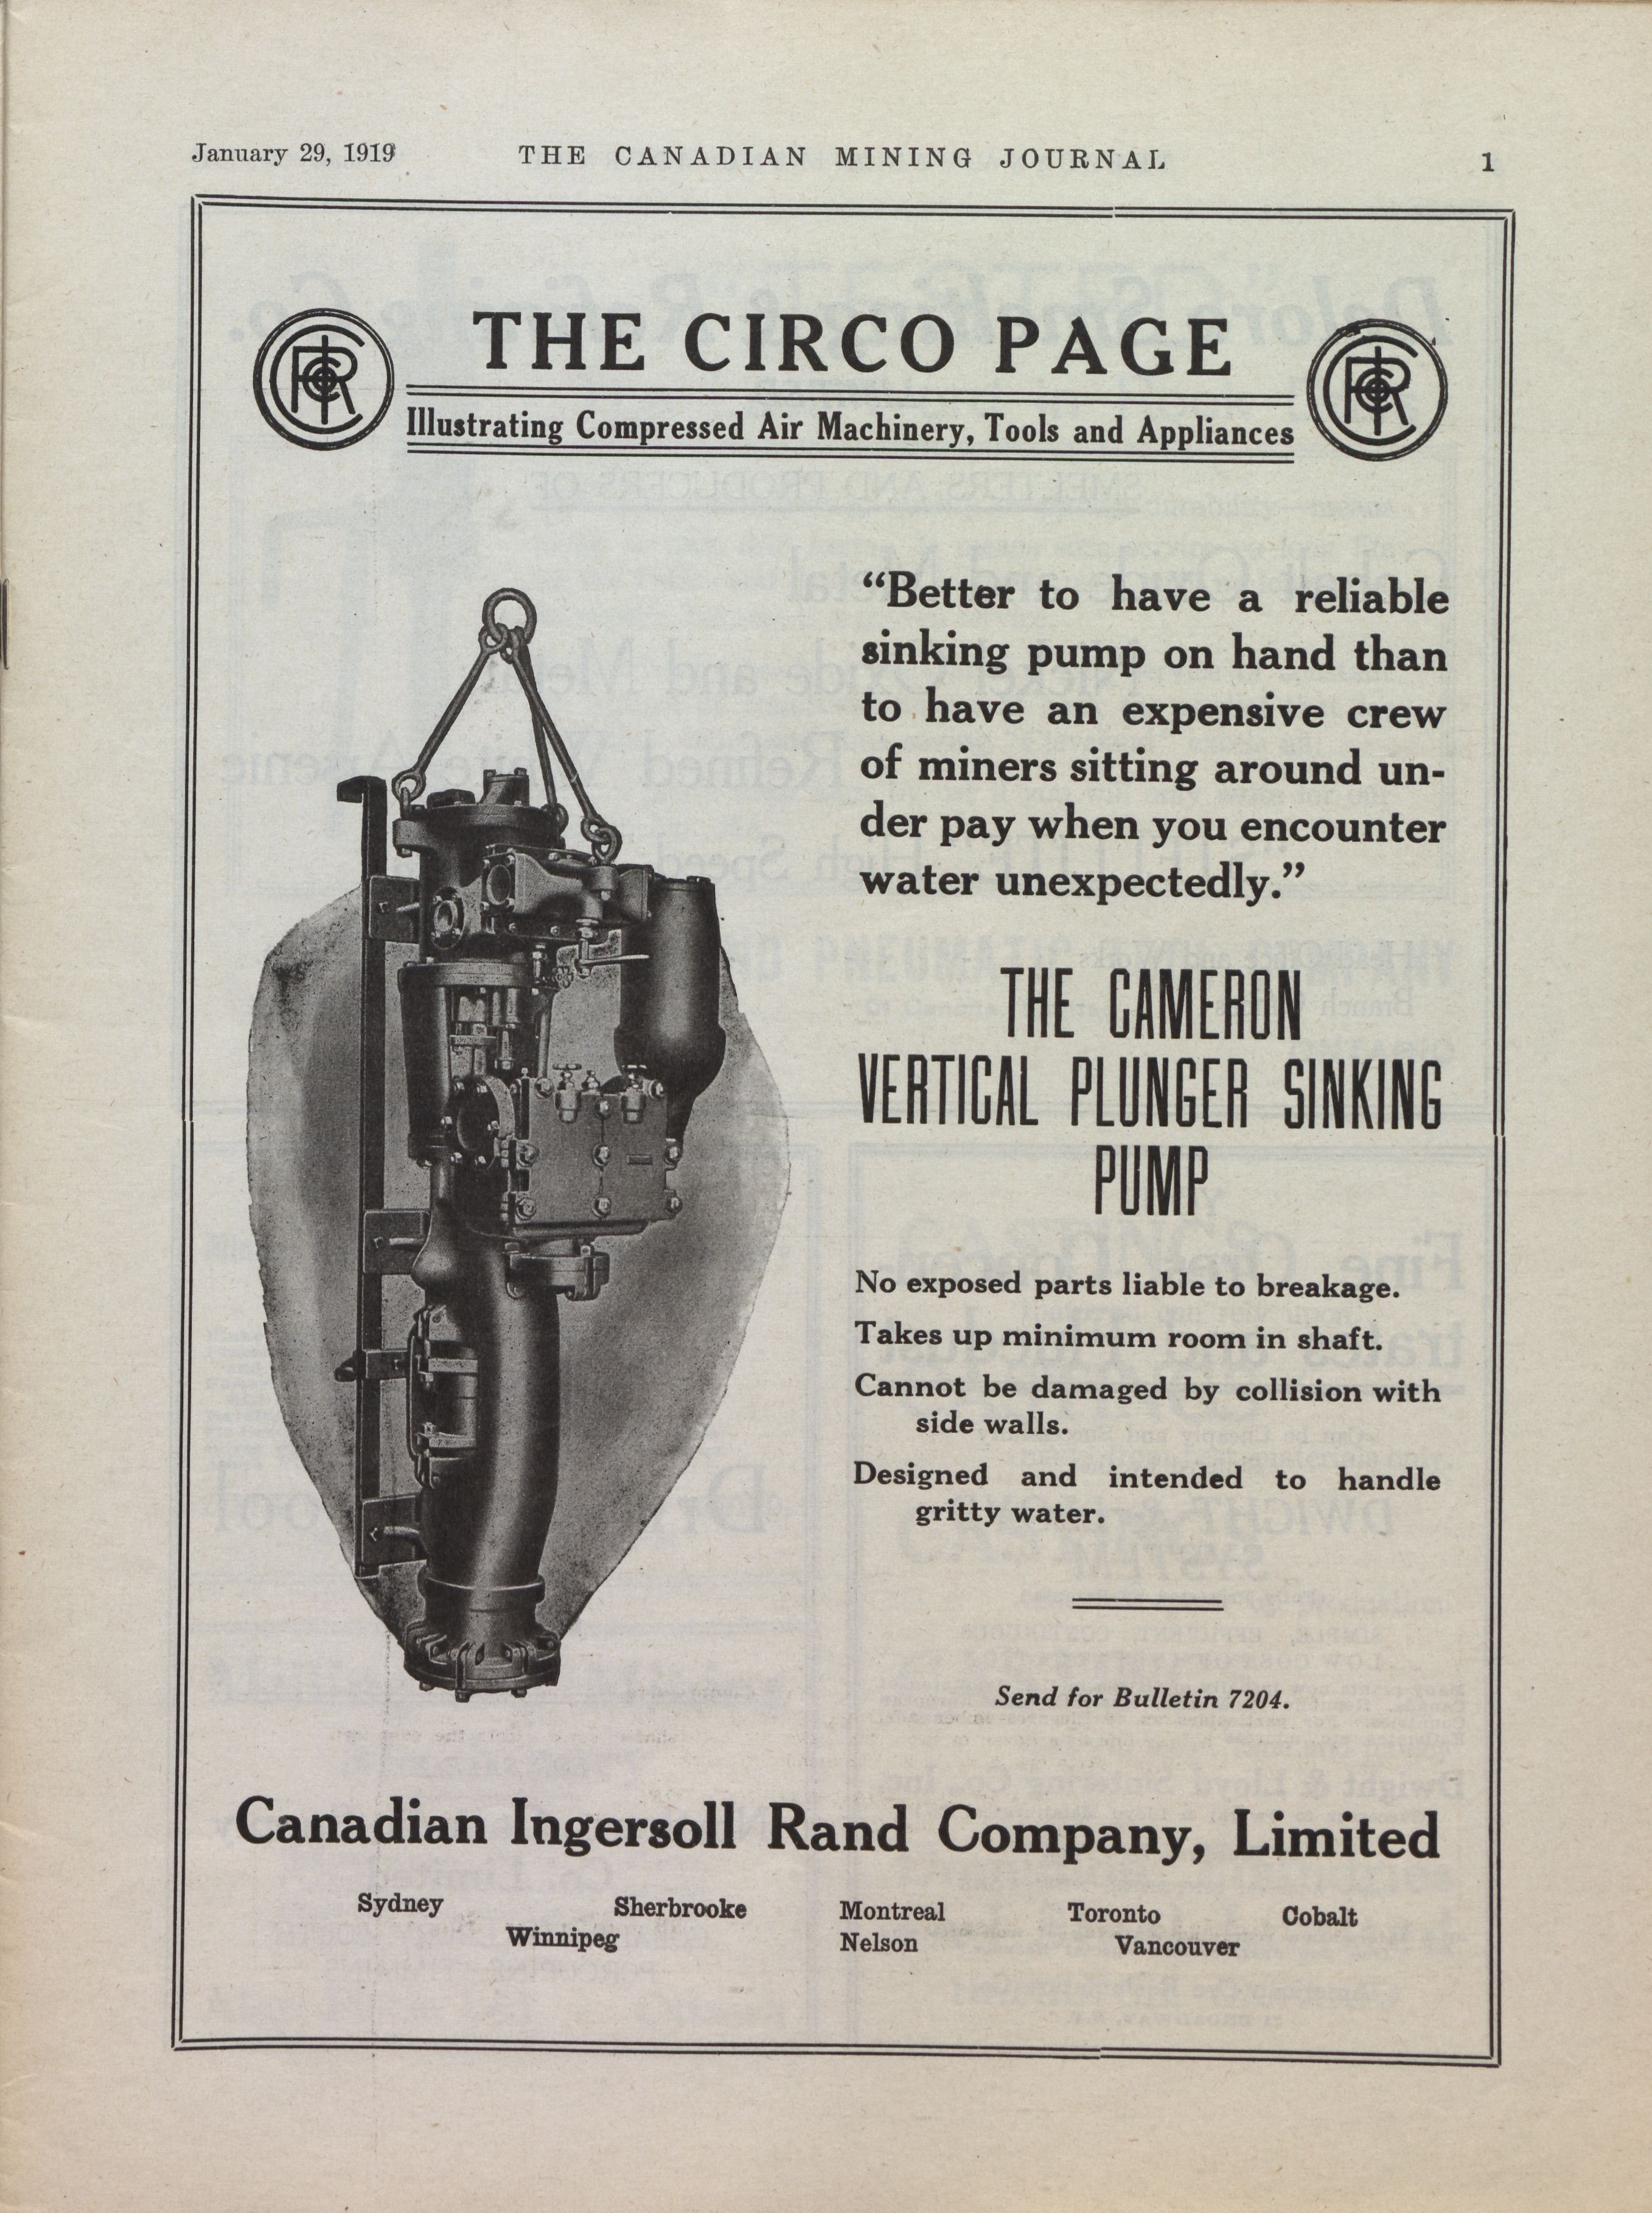 January 29, 1919 THE CANADIAN MINING JOURNAL 1
THE CIRCO PAGE
Illustrating Compressed Air Machinery, Tools and Appliances
“Better to have a reliable
sinking pump on hand than
to have an expensive crew
of miners sitting around un-
der pay when you encounter
water unexpectedly.”
THE CAMERON
VERTICAL PLUNGER SINKING
PUMP
No exposed parts liable to breakage.
Takes up minimum room in shaft.
Cannot be damaged by collision with
side walls.
Designed and intended to handle
gritty water.
Send for Bulletin 7204.
Canadian Ingersoll Rand Company, Limited
Sydney Sherbrooke Montreal Toronto Cobalt
Winnipeg Nelson Vancouver